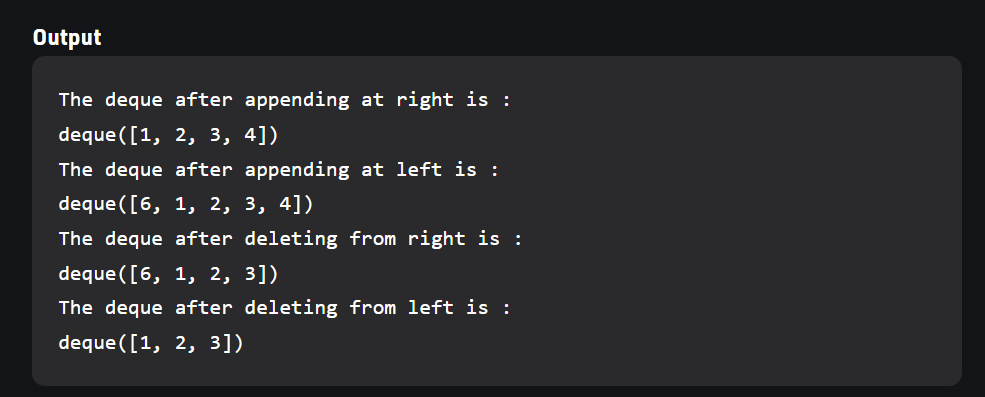 Output
The deque after appending at right is :
deque([1, 2, 3, 4])
The deque after appending at left is :
deque([6, 1, 2, 3, 4])
The deque after deleting from right is :
deque([6, 1, 2, 3])
The deque after deleting from left is :
deque([1, 2, 3])